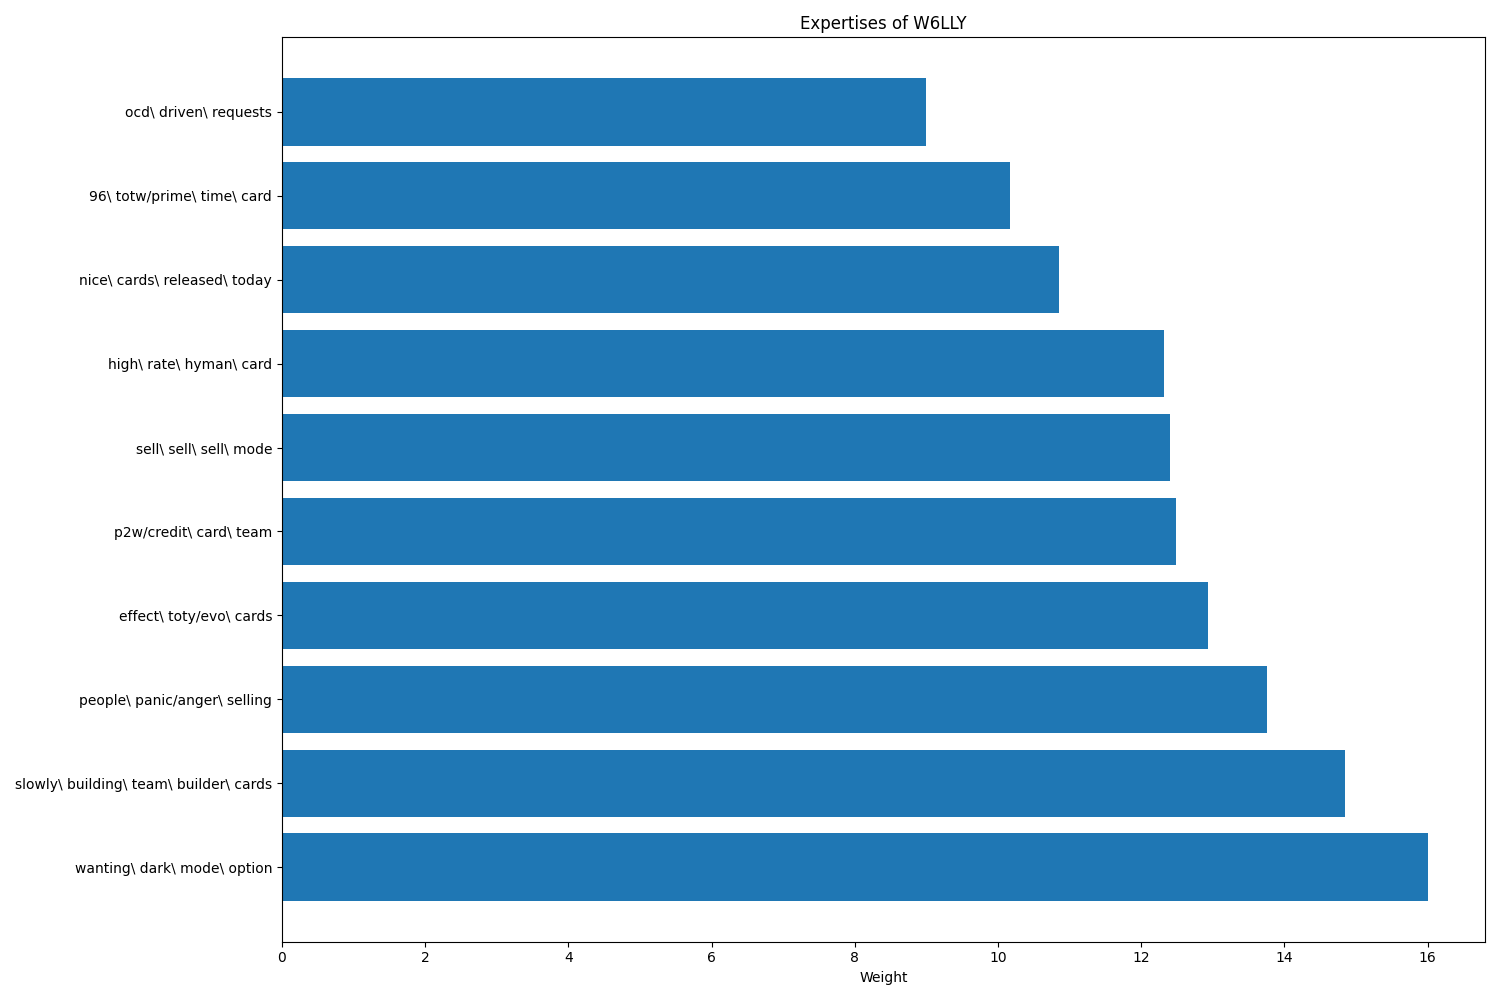 Expertises of W6LLY
ocd\ driven\ requests
96\ totw/prime\ time\ card
nice\ cards\ released\ today
high\ rate\ hyman\ card
sell\ sell\ sell\ mode
p2w/credit\ card\ team
effect\ toty/evo\ cards
people\ panic/anger\ selling
slowly\ building\ team\ builder\ cards
wanting\ dark\ mode\ option
0 2 4 6 8 10 12 14 16
Weight